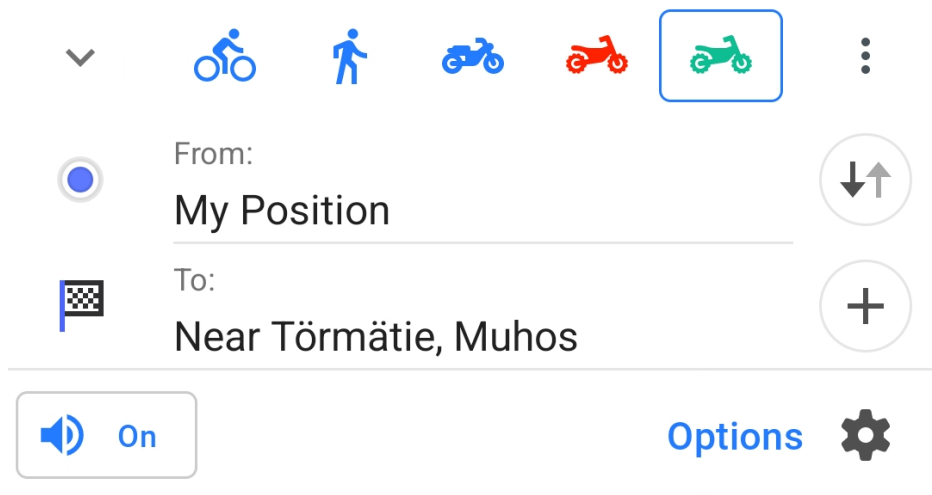 From:
My Position
To:
Near Törmätie, Muhos
On
Options